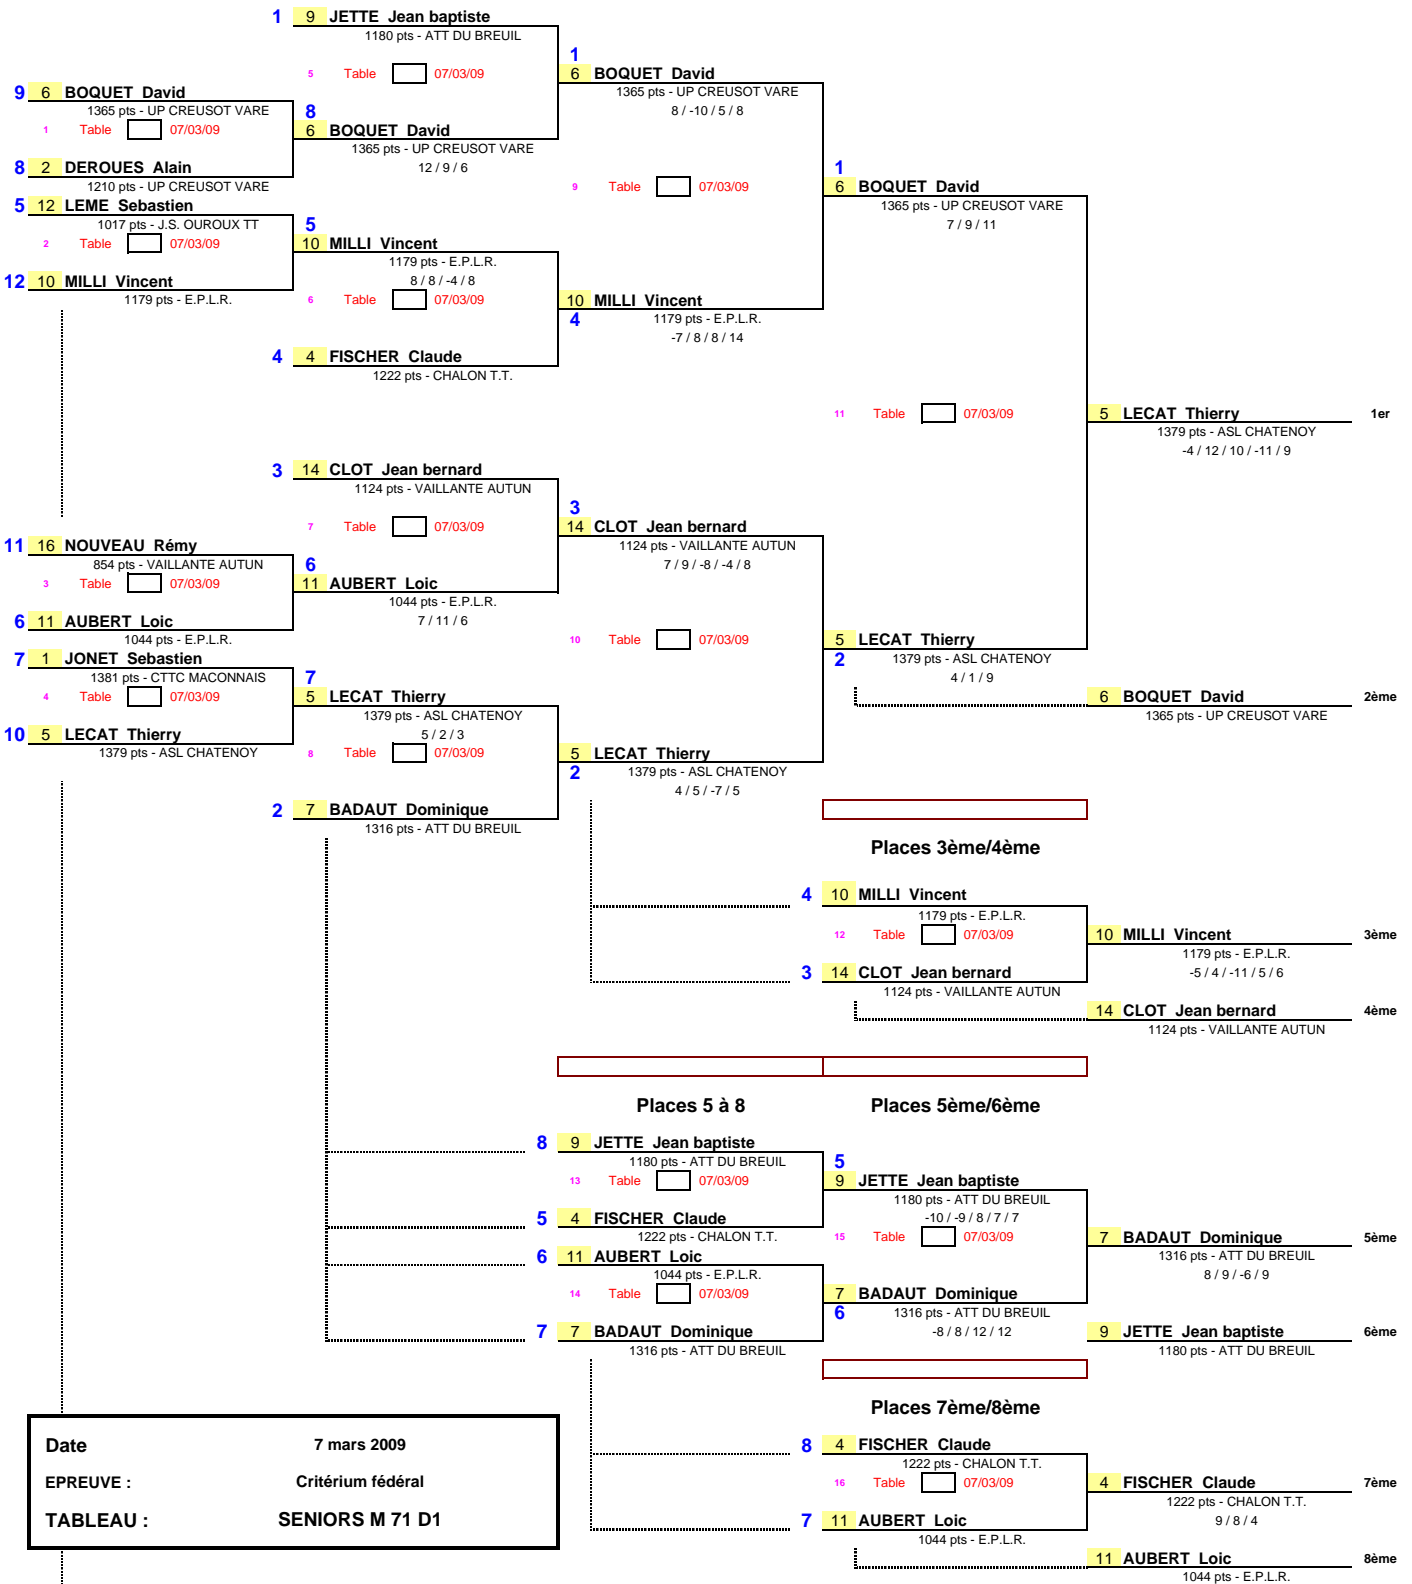 1 9 JETTE Jean baptiste
1180 pts - ATT DU BREUIL
5 Table 07/03/09
1
6 BOQUET David
1365 pts - UP CREUSOT VARE
8 / -10 / 5 / 8
9 6 BOQUET David
1365 pts - UP CREUSOT VARE
1 Table 07/03/09
8
6 BOQUET David
1365 pts - UP CREUSOT VARE
12 / 9 / 6
8 2 DEROUES Alain
1210 pts - UP CREUSOT VARE
9 Table 07/03/09
1
6 BOQUET David
1365 pts - UP CREUSOT VARE
7 / 9 / 11
5 12 LEME Sebastien
1017 pts - J.S. OUROUX TT
2 Table 07/03/09
5
10 MILLI Vincent
1179 pts - E.P.L.R.
8 / 8 / -4 / 8
12 10 MILLI Vincent
1179 pts - E.P.L.R.
6 Table 07/03/09
10 MILLI Vincent
4
1179 pts - E.P.L.R.
-7 / 8 / 8 / 14
4 4 FISCHER Claude
1222 pts - CHALON T.T.
11 Table 07/03/09
5 LECAT Thierry 1er
1379 pts - ASL CHATENOY
-4 / 12 / 10 / -11 / 9
3 14 CLOT Jean bernard
1124 pts - VAILLANTE AUTUN
7 Table 07/03/09
3
14 CLOT Jean bernard
1124 pts - VAILLANTE AUTUN
7 / 9 / -8 / -4 / 8
11 16 NOUVEAU Rémy
854 pts - VAILLANTE AUTUN
3 Table 07/03/09
6
11 AUBERT Loic
1044 pts - E.P.L.R.
7 / 11 / 6
6 11 AUBERT Loic
1044 pts - E.P.L.R.
10 Table 07/03/09
5 LECAT Thierry
2
1379 pts - ASL CHATENOY
4 / 1 / 9
7 1 JONET Sebastien
1381 pts - CTTC MACONNAIS
4 Table 07/03/09
7
5 LECAT Thierry
1379 pts - ASL CHATENOY
5 / 2 / 3
6 BOQUET David 2ème
1365 pts - UP CREUSOT VARE
10 5 LECAT Thierry
1379 pts - ASL CHATENOY
8 Table 07/03/09
5 LECAT Thierry
2
1379 pts - ASL CHATENOY
4 / 5 / -7 / 5
2 7 BADAUT Dominique
1316 pts - ATT DU BREUIL
Places 3ème/4ème
4 10 MILLI Vincent
1179 pts - E.P.L.R.
12 Table 07/03/09
10 MILLI Vincent 3ème
1179 pts - E.P.L.R.
-5 / 4 / -11 / 5 / 6
3 14 CLOT Jean bernard
1124 pts - VAILLANTE AUTUN
14 CLOT Jean bernard 4ème
1124 pts - VAILLANTE AUTUN
Places 5 à 8 Places 5ème/6ème
8 9 JETTE Jean baptiste
1180 pts - ATT DU BREUIL
13 Table 07/03/09
5
9 JETTE Jean baptiste
1180 pts - ATT DU BREUIL
-10 / -9 / 8 / 7 / 7
5 4 FISCHER Claude
1222 pts - CHALON T.T.
15 Table 07/03/09
7 BADAUT Dominique 5ème
1316 pts - ATT DU BREUIL
8 / 9 / -6 / 9
6 11 AUBERT Loic
1044 pts - E.P.L.R.
14 Table 07/03/09
7 BADAUT Dominique
6
1316 pts - ATT DU BREUIL
-8 / 8 / 12 / 12
7 7 BADAUT Dominique
1316 pts - ATT DU BREUIL
9 JETTE Jean baptiste 6ème
1180 pts - ATT DU BREUIL
Places 7ème/8ème
8 4 FISCHER Claude
1222 pts - CHALON T.T.
16 Table 07/03/09
4 FISCHER Claude 7ème
1222 pts - CHALON T.T.
9 / 8 / 4
7 11 AUBERT Loic
1044 pts - E.P.L.R.
11 AUBERT Loic 8ème
1044 pts - E.P.L.R.
Date 7 mars 2009
EPREUVE : Critérium fédéral
TABLEAU : SENIORS M 71 D1